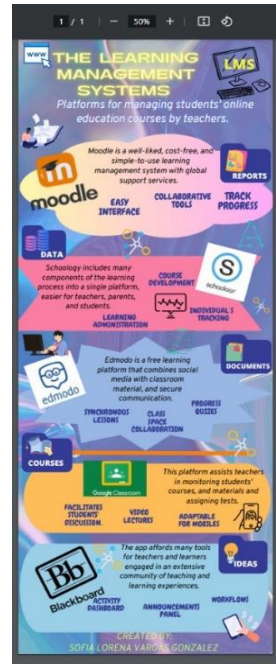 1 / 1
50%
www
THE LEARNING
MANAGEMENT
SYSTEMS
LMS
Platforms for managing students' online
education courses by teachers.
Moodle is a well-liked, cost-free, and
simple-to-use learning
management system with global
support services.
moodle
REPORTS
EASY
INTERFACE
COLLABORATIVE
TOOLS
TRACK
PROGRESS
DATA
Schoology includes many
components of the learning
process into a single platform,
easier for teachers, parents,
and students.
COURSE
DEVELOPMENT
S
schoology
LEARNING
ADMINISTRATION
INDIVIDUAL'S
TRACKING
Edmodo is a free learning
platform that combines social
media with classroom
material, and secure
communication.
edmodo
DOCUMENTS
SYNCHRONOUS
LESSONS
CLASS
SPACE
COLLABORATION
PROGRESS
QUIZES
COURSES
Google Classroom
This platform assists teachers
in monitoring students'
courses, and materials and
assigning tests.
FACILITATES
STUDENTS'
DISCUSSION.
VIDEO
LECTURES
ADAPTABLE
FOR MOBILES
Bb
Blackboard
The app affords many tools
for teachers and learners
engaged in an extensive
community of teaching and
learning experiences.
IDEAS
ACTIVITY
DASHBOARD
ANNOUNCEMENTS
PANEL
WORKFLOWS
CREATED BY:
SOFIA LORENA VARGAS GONZALEZ